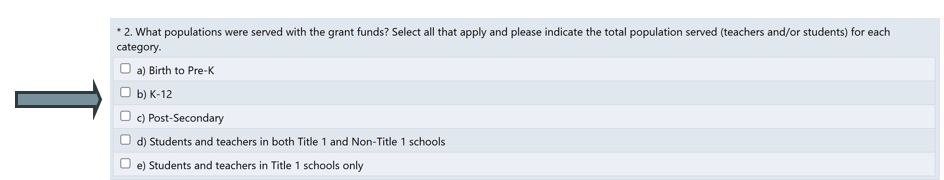 * 2. What populations were served with the grant funds? Select all that apply and please indicate the total population served (teachers and/or students) for each
category.
a) Birth to Pre-K
b) K-12
c) Post-Secondary
d) Students and teachers in both Title 1 and Non-Title 1 schools
e) Students and teachers in Title 1 schools only